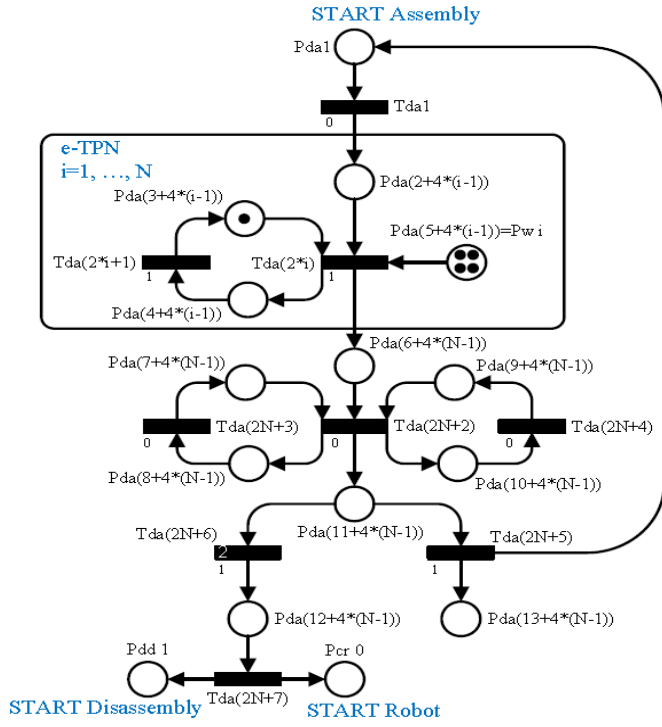 START Assembly
Pda1
Tda1
0
e-TPN
i=1, ..., N
Pda(2+4*(i-1))
Pda(3+4*(i-1))
Pda(5+4*(i-1))=Pw i
Tda(2*i+1)
Tda(2*i)
1
1
Pda(4+4*(i-1))
Pda(6+4*(N-1))
Pda(7+4*(N-1))
Pda(9+4*(N-1))
Tda(2N+3)
Tda(2N+2)
Tda(2N+4)
0
0
0
Pda(8+4*(N-1))
Pda(10+4*(N-1))
Tda(2N+6)
Pda(11+4*(N-1))
Tda(2N+5)
2
1
1
Pda(12+4*(N-1))
Pda(13+4*(N-1))
Pdd 1
Pcr 0
Tda(2N+7)
START Disassembly
START Robot